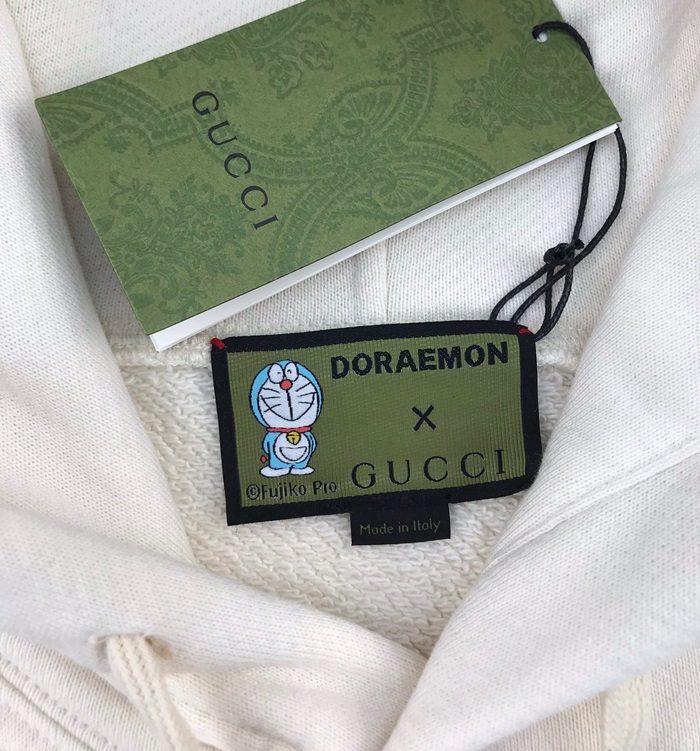 GUCCI
DORAEMON
X
GUCCI
©Fujiko Pro
Made in Italy